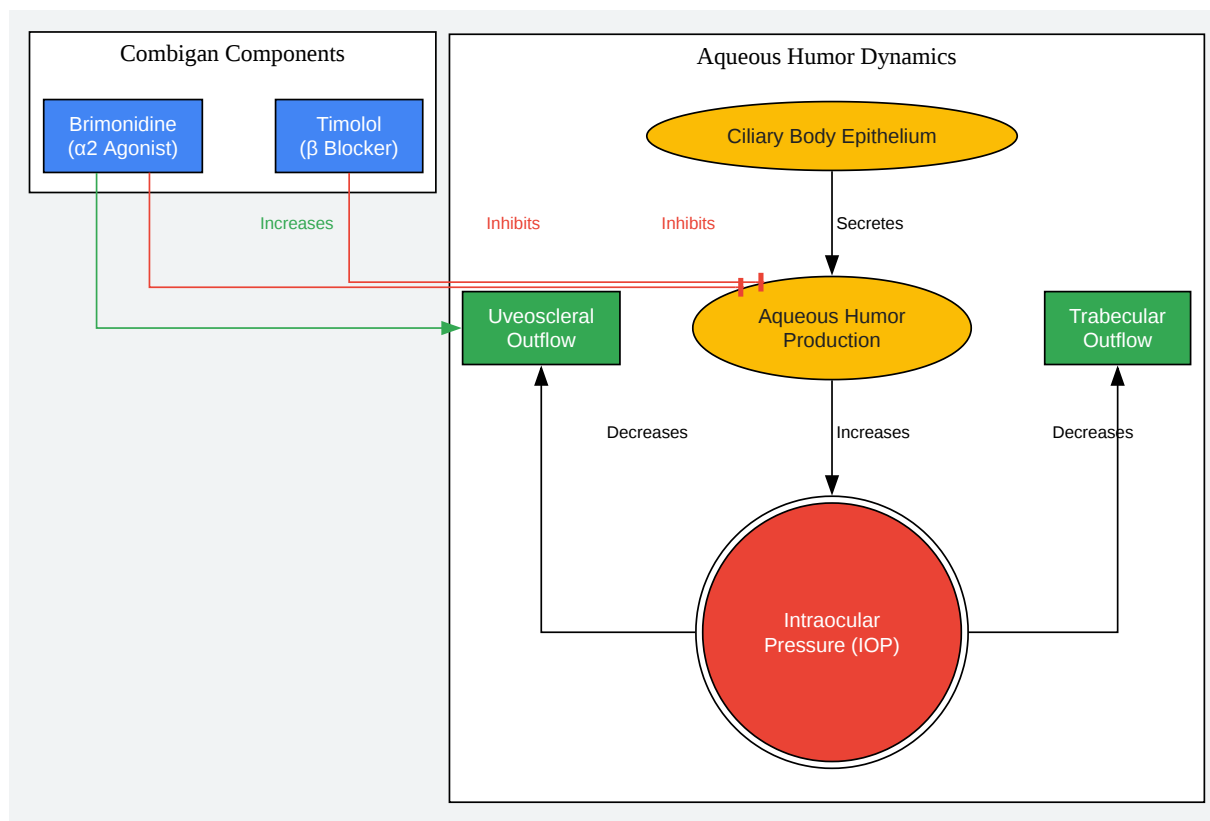 Combigan Components
Brimonidine
(α2 Agonist)
Timolol
(β Blocker)
Aqueous Humor Dynamics
Ciliary Body Epithelium
Increases
Inhibits
Inhibits
Secretes
Uveoscleral
Outflow
Aqueous Humor
Production
Trabecular
Outflow
Decreases
Increases
Decreases
Intraocular
Pressure (IOP)